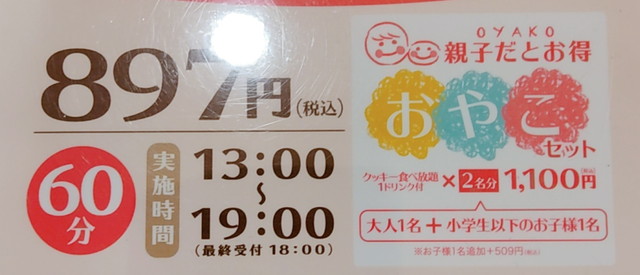 897円(税込)
60分
実施時間
13:00
~
19:00
(最終受付 18:00)
OYAKO
親子だとお得
おやこ
セット
クッキー食べ放題
1ドリンク付
×2名分 1,100円(税込)
大人1名+小学生以下のお子様1名
※お子様1名追加+509円(税込)